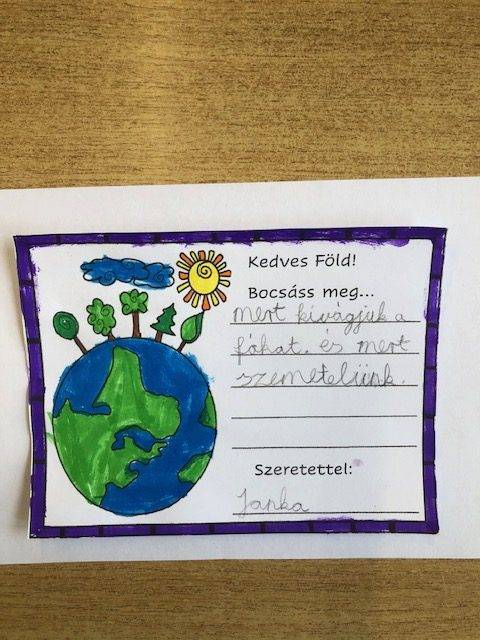 Kedves Föld!
Bocsáss meg...
mert kivágjuk a
fákat. és mert
szemetelünk.
Szeretettel:
Janka